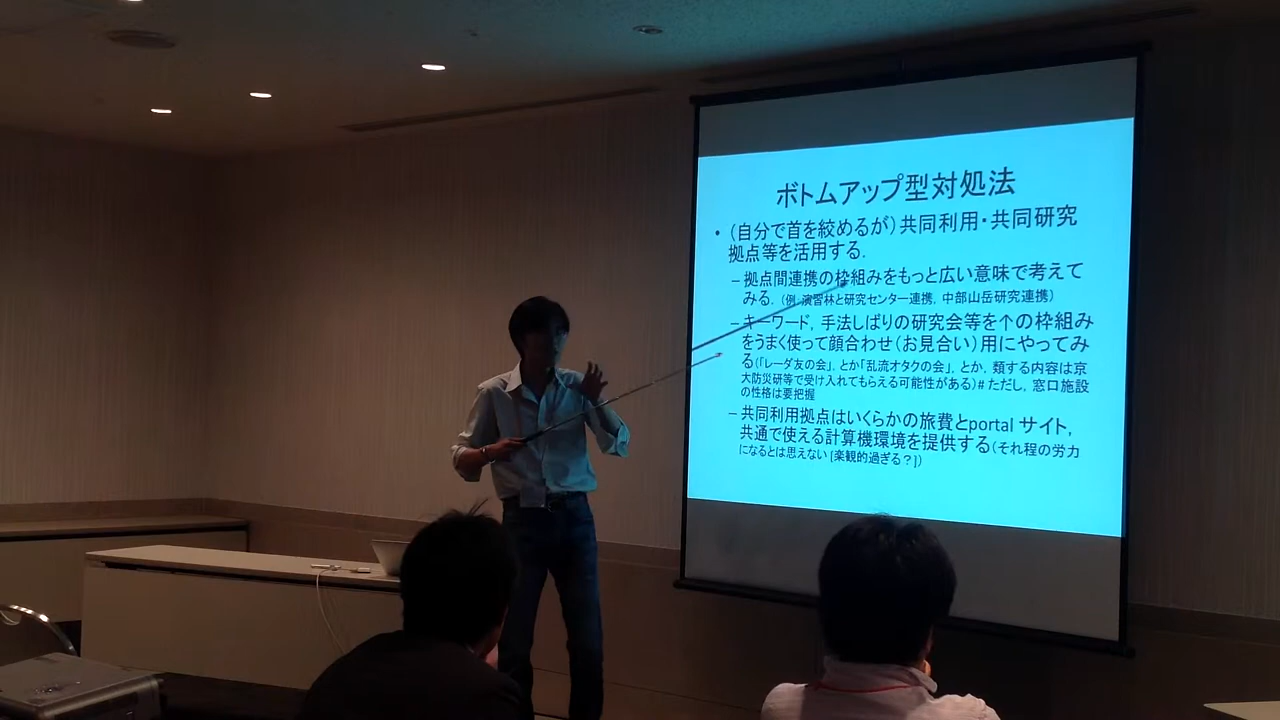 ボトムアップ型対処法
• (自分で首を絞めるが)共同利用・共同研究
拠点等を活用する.
– 拠点間連携の枠組みをもっと広い意味で考えて
みる. (例 演習林と研究センター連携, 中部山岳研究連携)
– キーワード, 手法しばりの研究会等を个の枠組み
をうまく使って顔合わせ(お見合い)用にやってみ
る(「レーダ友の会」, とか「乱流オタクの会」, とか, 類する内容は京
大防災研等で受け入れてもらえる可能性がある)# ただし, 窓口施設
の性格は要把握
– 共同利用拠点はいくらかの旅費とportal サイト,
共通で使える計算機環境を提供する(それ程の労力
になるとは思えない [楽観的過ぎる?])